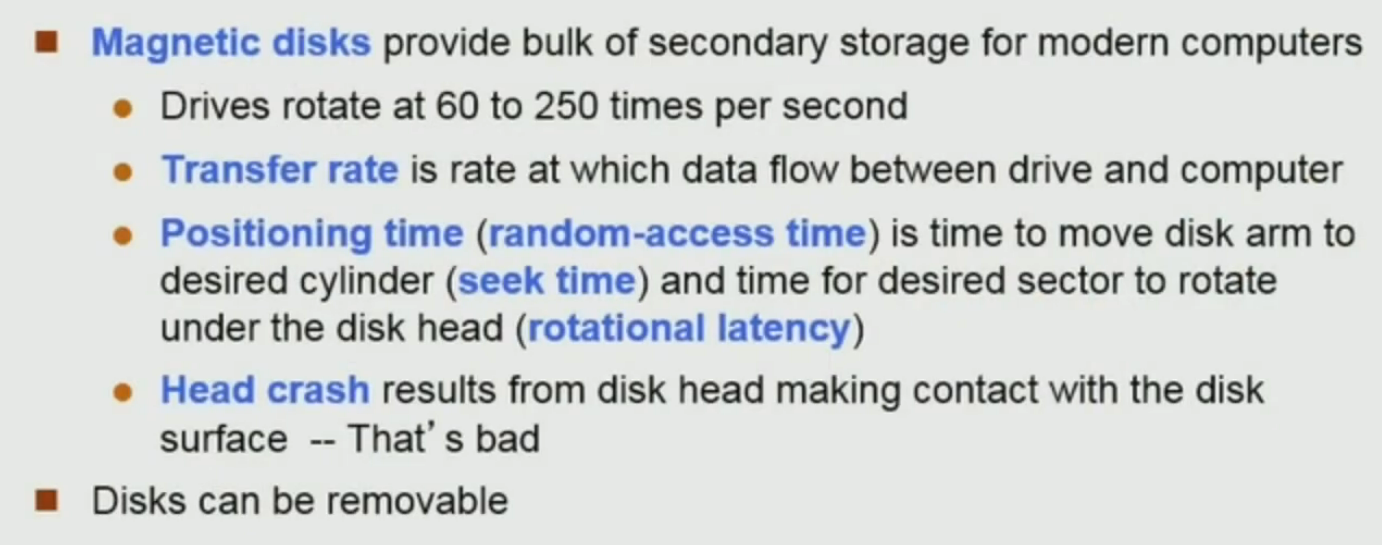 Magnetic disks provide bulk of secondary storage for modern computers
Drives rotate at 60 to 250 times per second
Transfer rate is rate at which data flow between drive and computer
Positioning time (random-access time) is time to move disk arm to
desired cylinder (seek time) and time for desired sector to rotate
under the disk head (rotational latency)
Head crash results from disk head making contact with the disk
surface -- That's bad
Disks can be removable